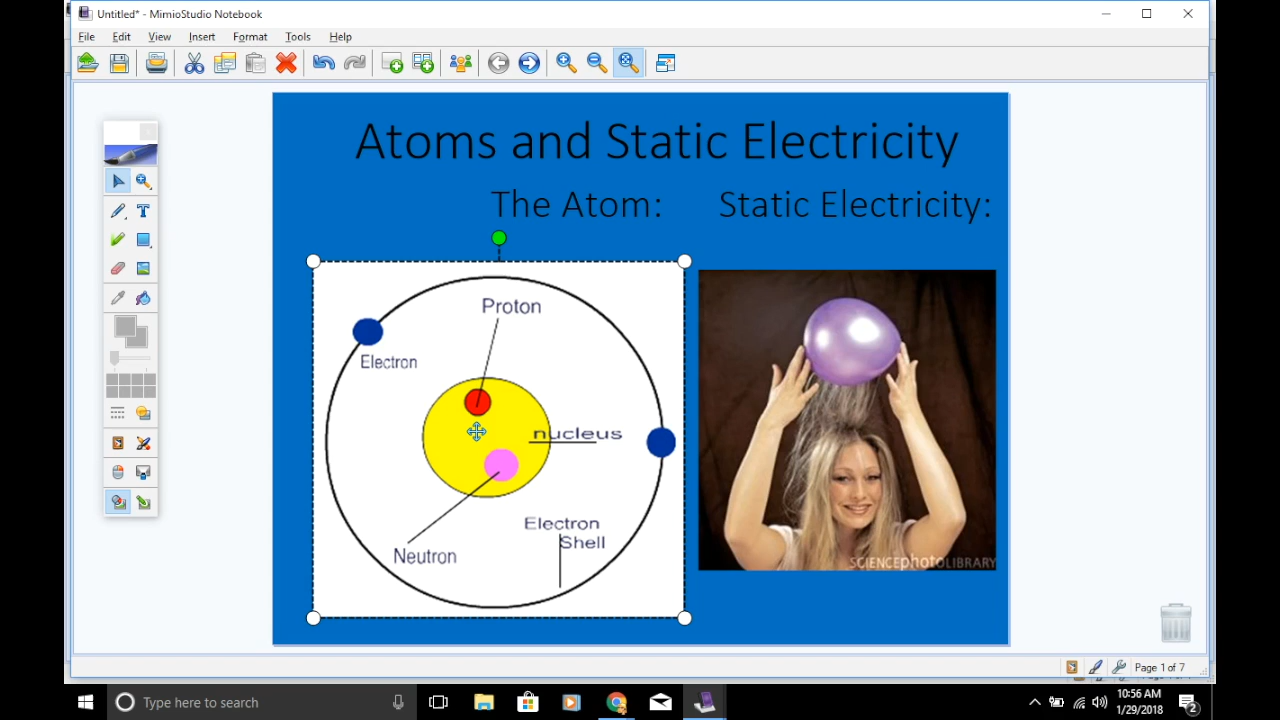 Untitled* - MimioStudio Notebook
File Edit View Insert Format Tools Help
Atoms and Static Electricity
The Atom: Static Electricity:
Proton
Electron
nucleus
Electron
Shell
Neutron
SCIENCEphotoLIBRARY
Page 1 of 7
Type here to search
10:56 AM
1/29/2018
2